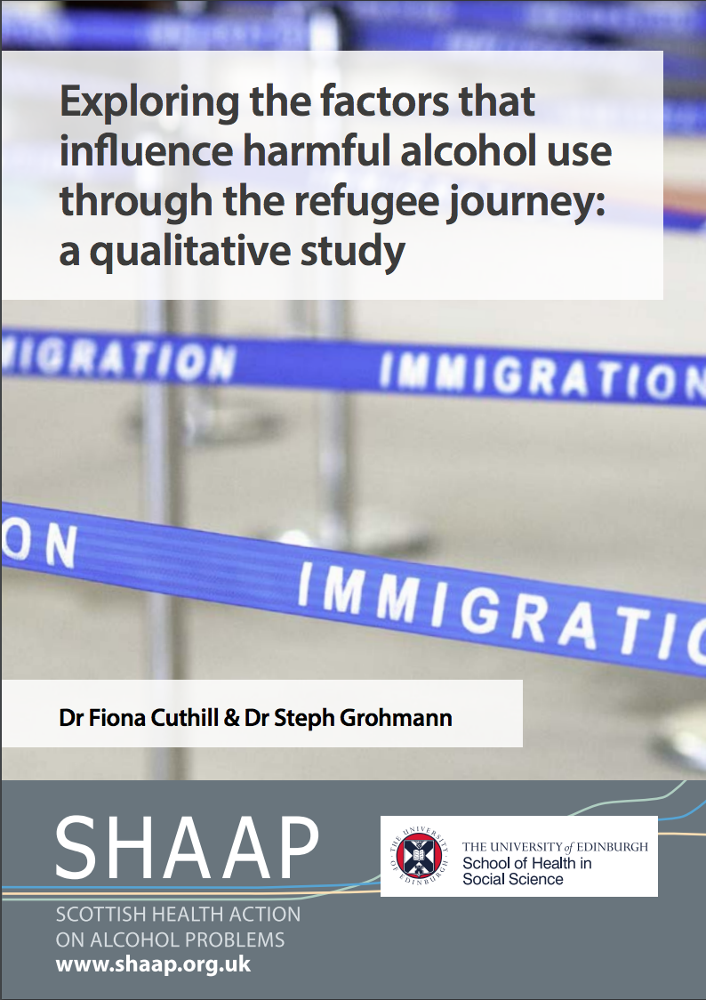 Exploring the factors that
influence harmful alcohol use
through the refugee journey:
a qualitative study
MIGRATION IMMIGRATION
ON IMMIGRATIO
Dr Fiona Cuthill & Dr Steph Grohmann
SHAAP
SCOTTISH HEALTH ACTION
ON ALCOHOL PROBLEMS
www.shaap.org.uk
THE UNIVERSITY OF EDINBURGH
THE UNIVERSITY of EDINBURGH
School of Health in
Social Science